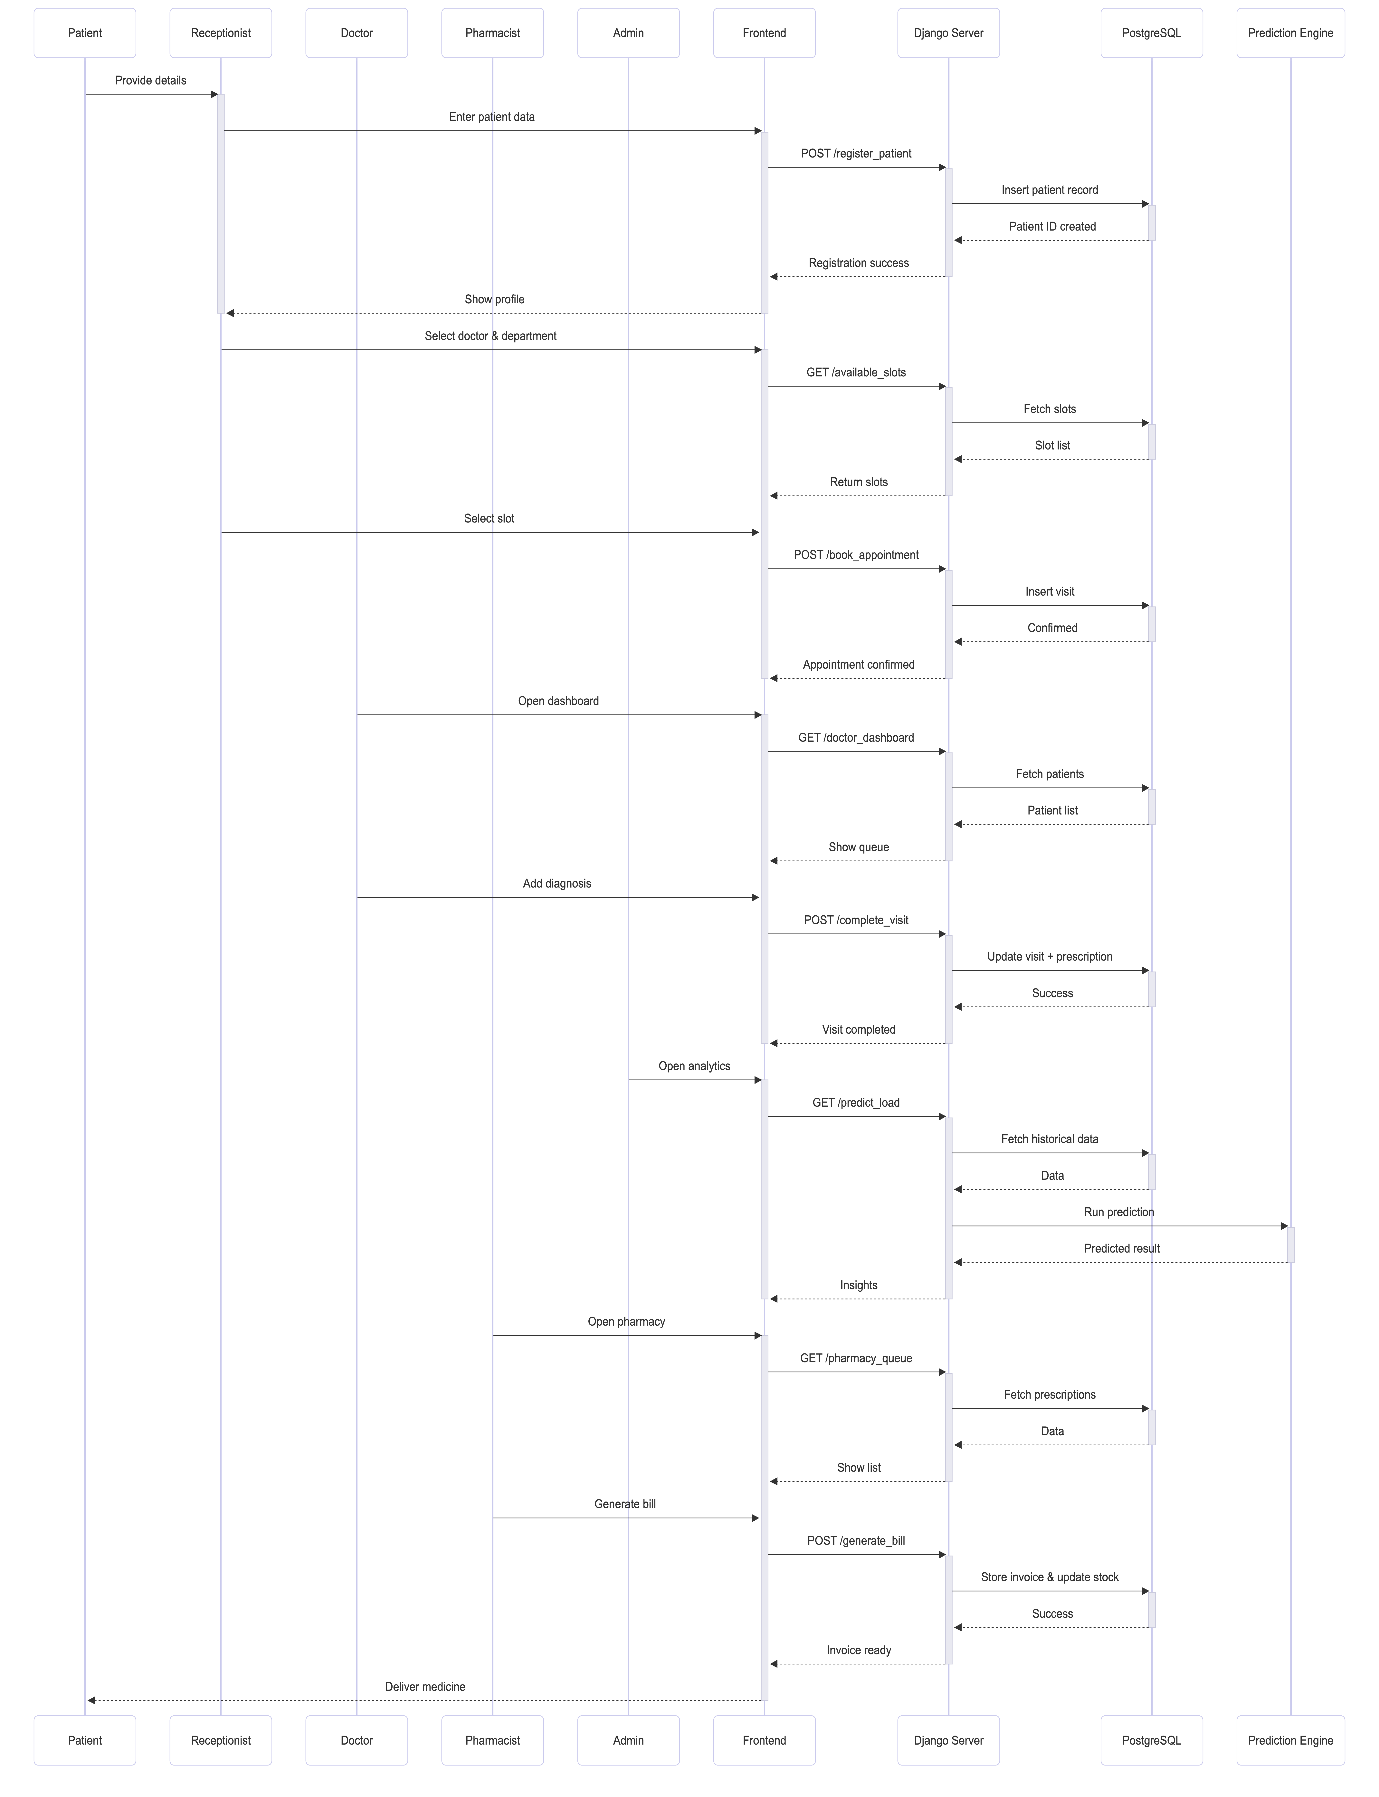 Patient
Receptionist
Doctor
Pharmacist
Admin
Frontend
Django Server
PostgreSQL
Prediction Engine
Provide details
Enter patient data
POST /register_patient
Insert patient record
Patient ID created
Registration success
Show profile
Select doctor & department
GET /available_slots
Fetch slots
Slot list
Return slots
Select slot
POST /book_appointment
Insert visit
Confirmed
Appointment confirmed
Open dashboard
GET /doctor_dashboard
Fetch patients
Patient list
Show queue
Add diagnosis
POST /complete_visit
Update visit + prescription
Success
Visit completed
Open analytics
GET /predict_load
Fetch historical data
Data
Run prediction
Predicted result
Insights
Open pharmacy
GET /pharmacy_queue
Fetch prescriptions
Data
Show list
Generate bill
POST /generate_bill
Store invoice & update stock
Success
Invoice ready
Deliver medicine
Patient
Receptionist
Doctor
Pharmacist
Admin
Frontend
Django Server
PostgreSQL
Prediction Engine